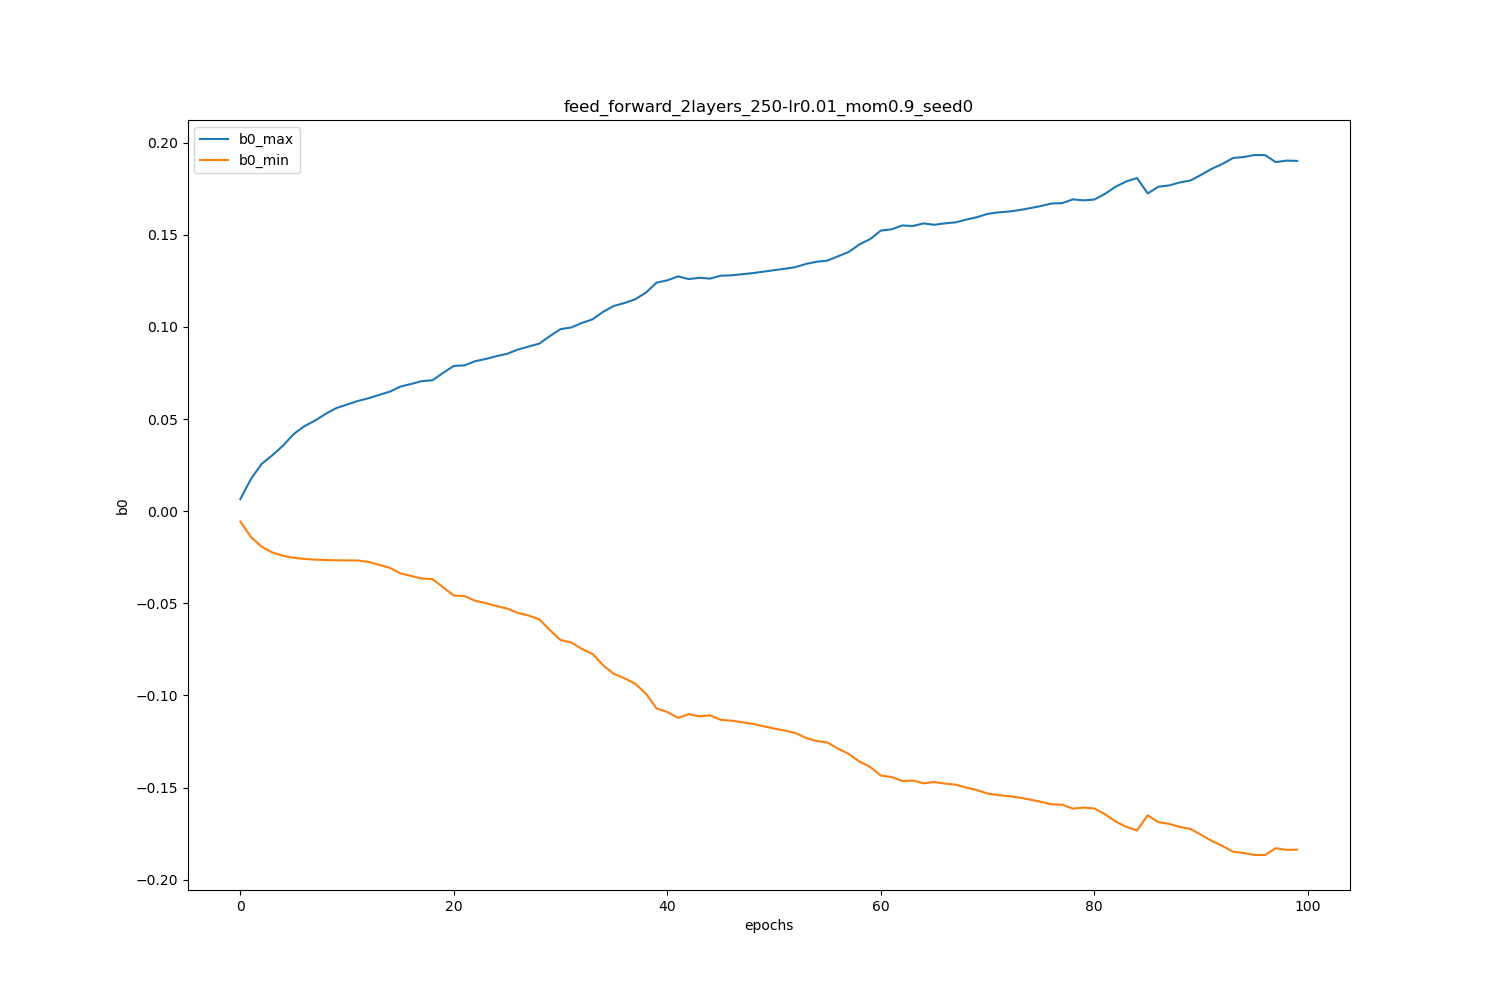 feed_forward_2layers_250-lr0.01_mom0.9_seed0
b0_max
b0_min
0.20
0.15
0.10
0.05
0.00
−0.05
−0.10
−0.15
−0.20
b0
0 20 40 60 80 100
epochs